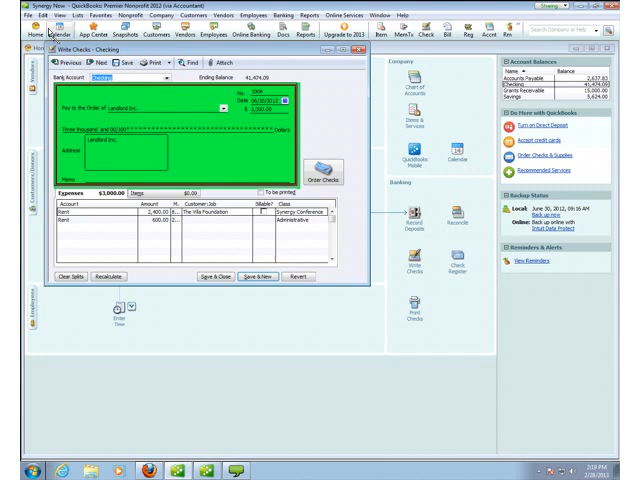 Synergy Now - QuickBooks: Premier Nonprofit 2012 (via Accountant)
Sharing
File Edit View Lists Favorites Nonprofit Company Customers Vendors Employees Banking Reports Online Services Window Help
Home Calendar App Center Snapshots Customers Vendors Employees Online Banking Docs Reports Upgrade to 2013 Item MemTx Check Bill Reg Accnt Rm
Search Company or Help
Write Checks - Checking
Previous Next Save Print Find Attach
Bank Account Checking Ending Balance 41,474.09
No. 1006
Date 06/30/2012
Pay to the Order of Landlord Inc. $ 3,000.00
Three thousand and 00/100 Dollars
Landlord Inc.
Address
Memo
Order Checks
Expenses $3,000.00 Items $0.00 To be printed
Account Amount M. Customer:Job Billable? Class
Rent 2,400.00 The Villa Foundation Synergy Conference
Rent 600.00 2... Administrative
Clear Splits Recalculate Save & Close Save & New Revert
Vendors
Customers/Donors
Employees
Enter Time
Company
Chart of Accounts
Items & Services
QuickBooks Mobile
Calendar
Banking
Record Deposits
Reconcile
Write Checks
Check Register
Print Checks
Account Balances
Name Balance
Accounts Payable 2,637.83
Checking 41,474.09
Grants Receivable 15,000.00
Savings 5,624.00
Do More with QuickBooks
Turn on Direct Deposit
Accept credit cards
Order Checks & Supplies
Recommended Services
Backup Status
Local: June 30, 2012, 09:16 AM
Back up now
Online: Back up online with
Intuit Data Protect
Reminders & Alerts
View Reminders
2:19 PM
2/28/2013